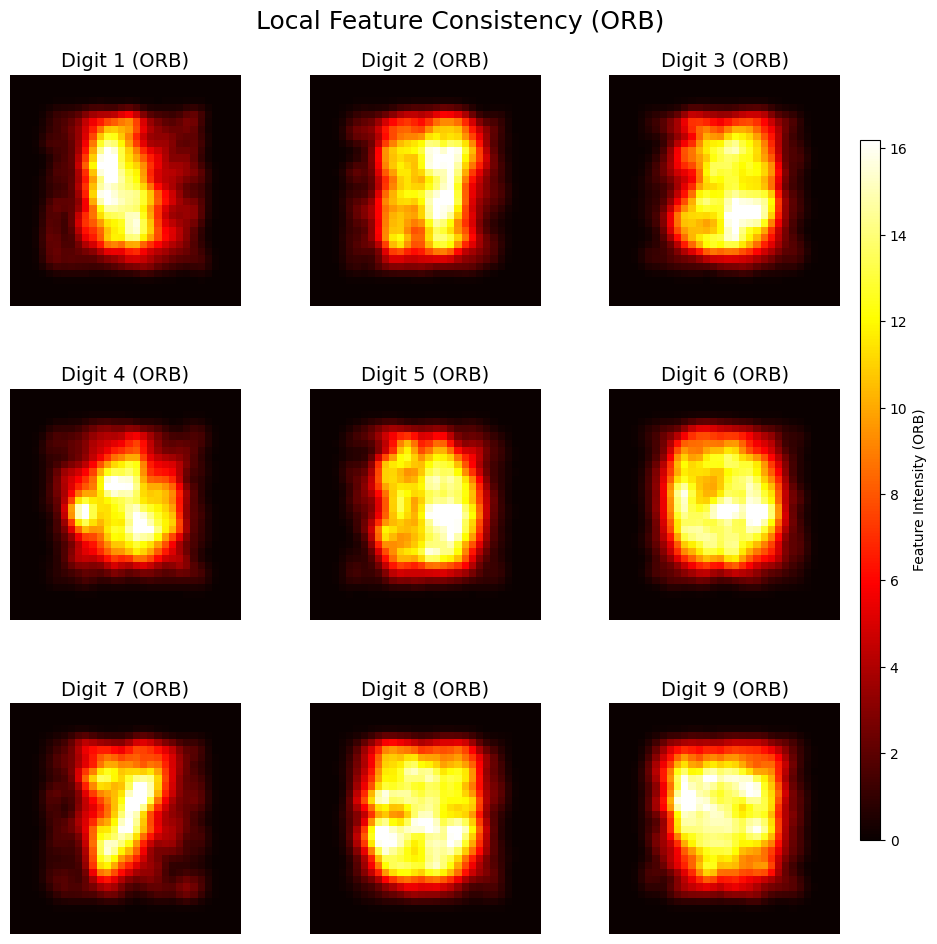 Local Feature Consistency (ORB)
Digit 1 (ORB)
Digit 2 (ORB)
Digit 3 (ORB)
Digit 4 (ORB)
Digit 5 (ORB)
Digit 6 (ORB)
Digit 7 (ORB)
Digit 8 (ORB)
Digit 9 (ORB)
16
14
12
10
8
6
4
2
0
Feature Intensity (ORB)